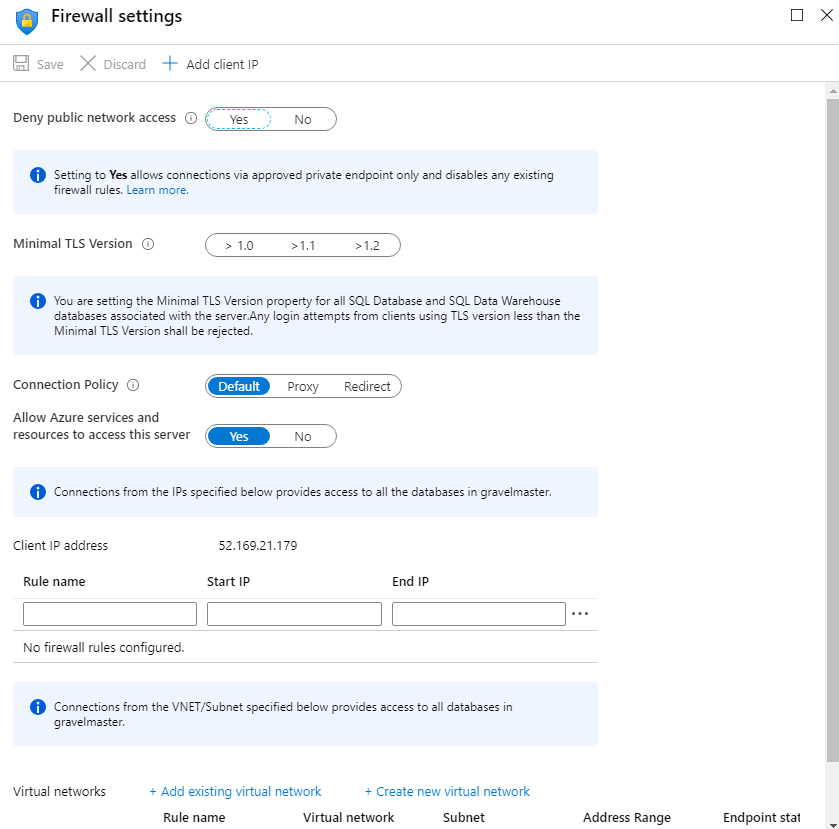 Firewall settings
Save Discard + Add client IP
Deny public network access Yes No
Setting to Yes allows connections via approved private endpoint only and disables any existing
firewall rules. Learn more.
Minimal TLS Version > 1.0 >1.1 >1.2
You are setting the Minimal TLS Version property for all SQL Database and SQL Data Warehouse
databases associated with the server.Any login attempts from clients using TLS version less than the
Minimal TLS Version shall be rejected.
Connection Policy Default Proxy Redirect
Allow Azure services and
resources to access this server Yes No
Connections from the IPs specified below provides access to all the databases in gravelmaster.
Client IP address 52.169.21.179
Rule name Start IP End IP
...
No firewall rules configured.
Connections from the VNET/Subnet specified below provides access to all databases in
gravelmaster.
Virtual networks + Add existing virtual network + Create new virtual network
Rule name Virtual network Subnet Address Range Endpoint stat